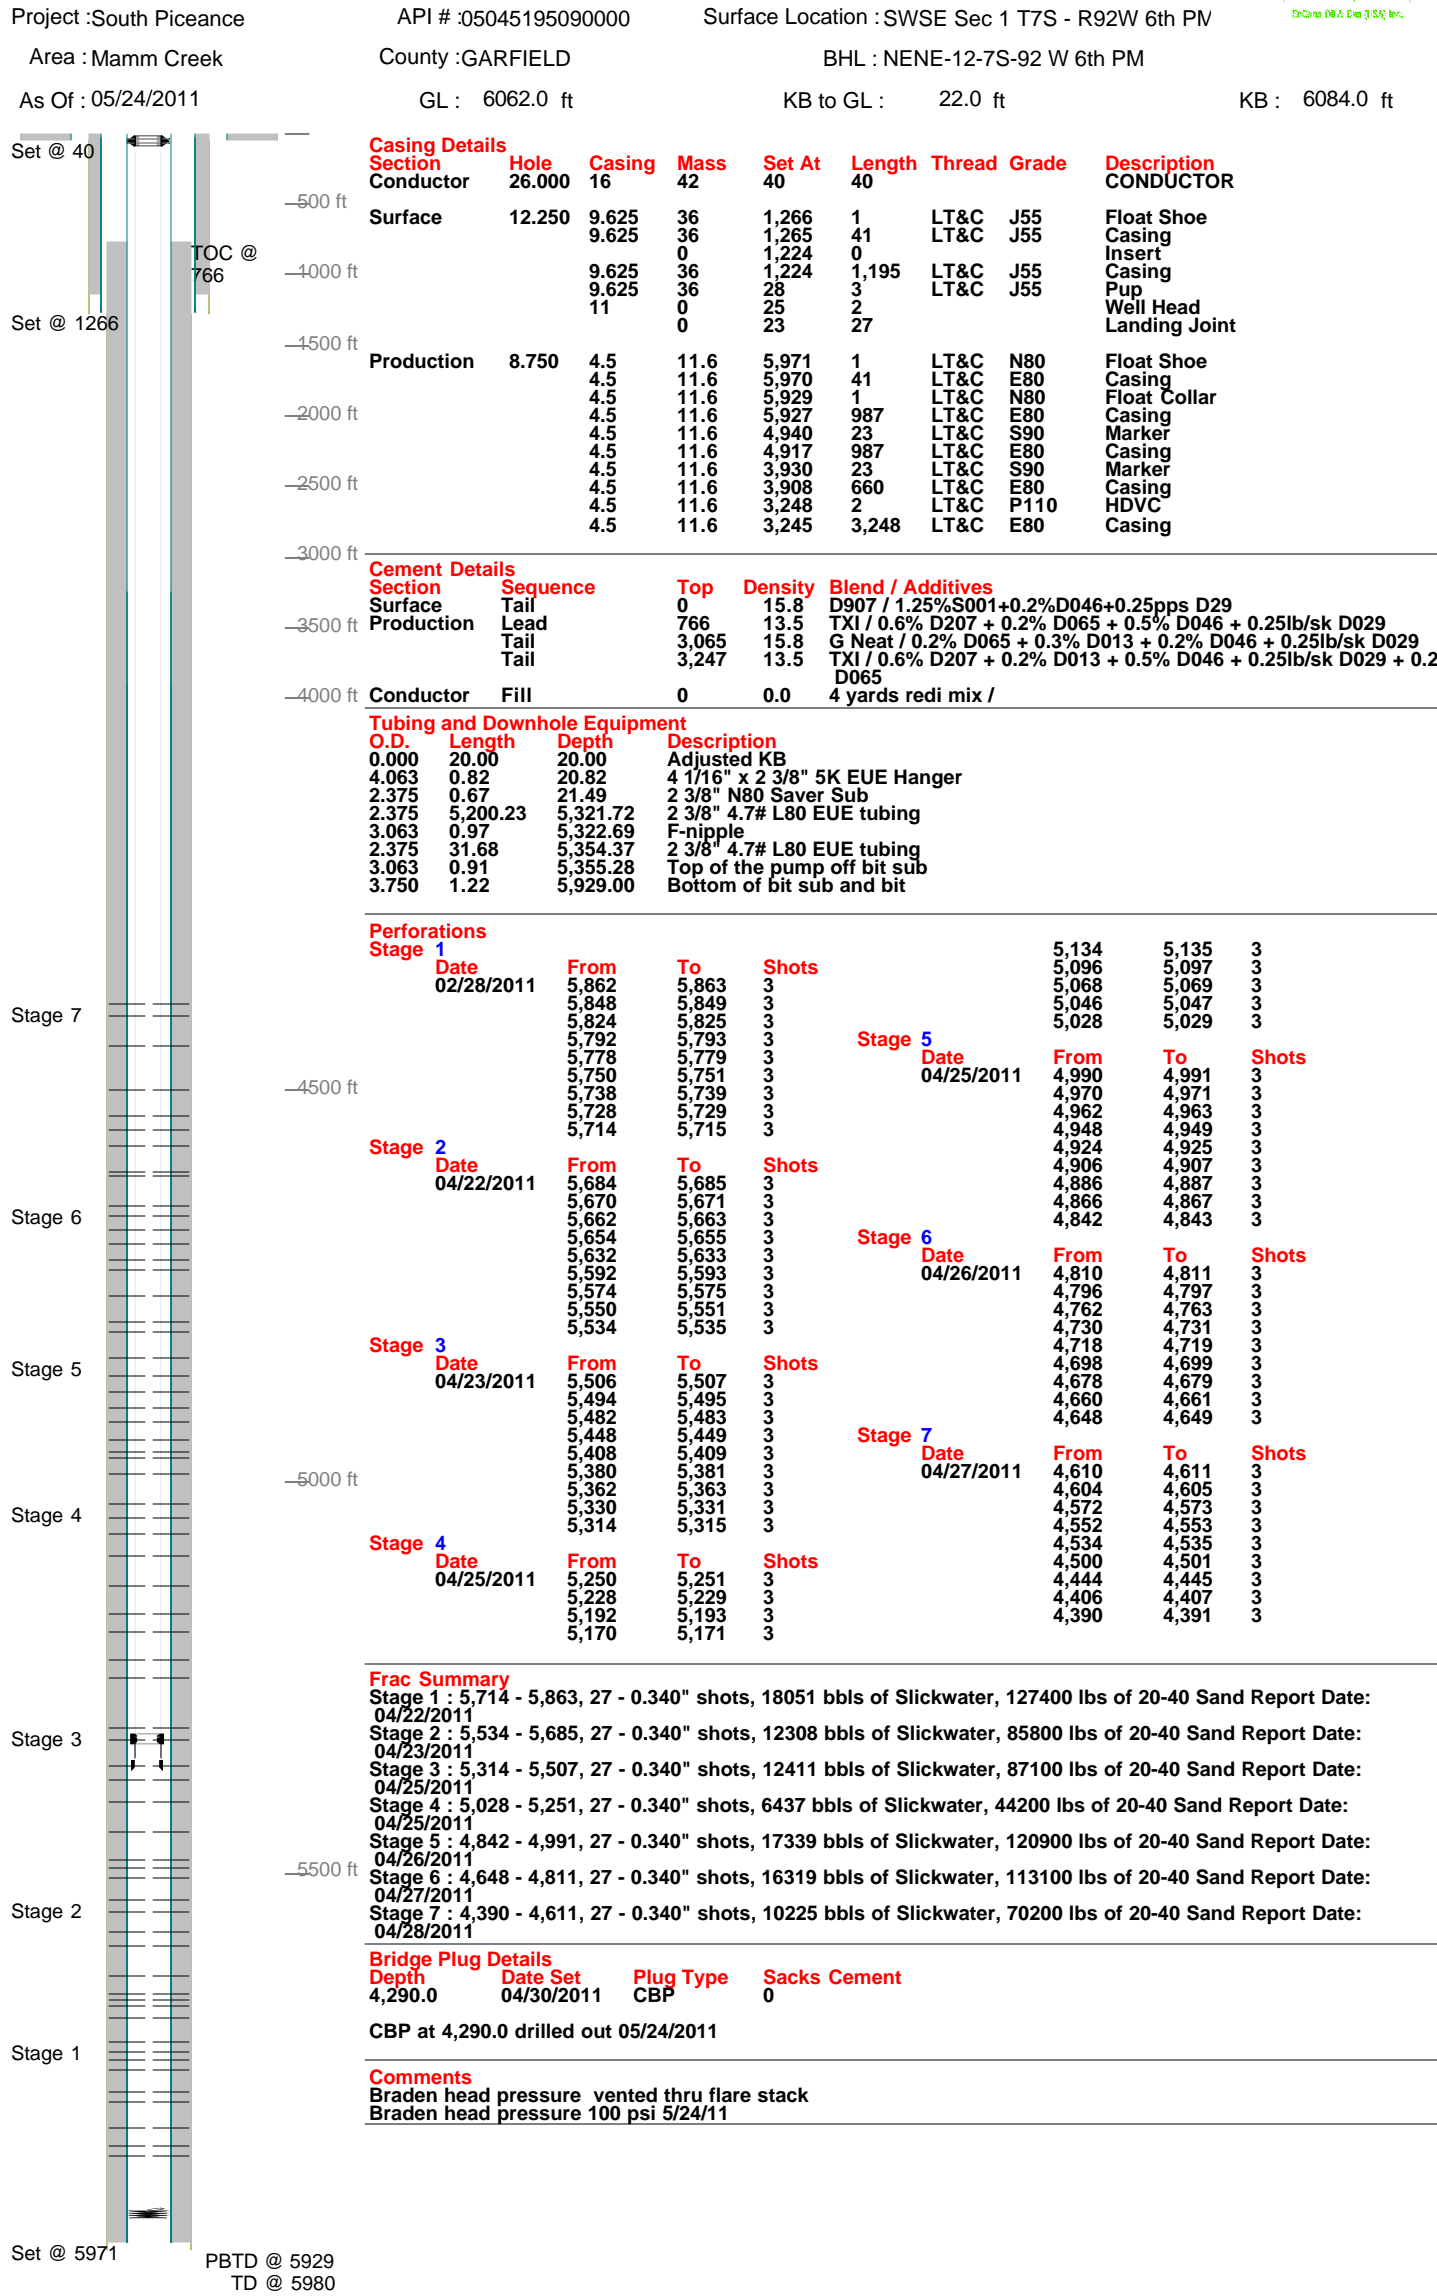 Project :South Piceance API # :05045195090000 Surface Location : SWSE Sec 1 T7S - R92W 6th PM
Area : Mamm Creek County :GARFIELD BHL : NENE-12-7S-92 W 6th PM
As Of : 05/24/2011 GL : 6062.0 ft KB to GL : 22.0 ft KB : 6084.0 ft
Set @ 40
TOC @
766
Set @ 1266
Stage 7
Stage 6
Stage 5
Stage 4
Stage 3
Stage 2
Stage 1
Set @ 5971
PBTD @ 5929
TD @ 5980
500 ft
1000 ft
1500 ft
2000 ft
2500 ft
3000 ft
3500 ft
4000 ft
4500 ft
5000 ft
5500 ft
Casing Details
Section Hole Casing Mass Set At Length Thread Grade Description
Conductor 26.000 16 42 40 40 CONDUCTOR
Surface 12.250 9.625 36 1,266 1 LT&C J55 Float Shoe
9.625 36 1,265 41 LT&C J55 Casing
0 1,224 0 Insert
9.625 36 1,224 1,195 LT&C J55 Casing
9.625 36 28 3 LT&C J55 Pup
11 0 25 2 Well Head
0 23 27 Landing Joint
Production 8.750 4.5 11.6 5,971 1 LT&C N80 Float Shoe
4.5 11.6 5,970 41 LT&C E80 Casing
4.5 11.6 5,929 1 LT&C N80 Float Collar
4.5 11.6 5,927 987 LT&C E80 Casing
4.5 11.6 4,940 23 LT&C S90 Marker
4.5 11.6 4,917 987 LT&C E80 Casing
4.5 11.6 3,930 23 LT&C S90 Marker
4.5 11.6 3,908 660 LT&C E80 Casing
4.5 11.6 3,248 2 LT&C P110 HDVC
4.5 11.6 3,245 3,248 LT&C E80 Casing
Cement Details
Section Sequence Top Density Blend / Additives
Surface Tail 0 15.8 D907 / 1.25%S001+0.2%D046+0.25pps D29
Production Lead 766 13.5 TXI / 0.6% D207 + 0.2% D065 + 0.5% D046 + 0.25lb/sk D029
Tail 3,065 15.8 G Neat / 0.2% D065 + 0.3% D013 + 0.2% D046 + 0.25lb/sk D029
Tail 3,247 13.5 TXI / 0.6% D207 + 0.2% D013 + 0.5% D046 + 0.25lb/sk D029 + 0.2
D065
Conductor Fill 0 0.0 4 yards redi mix /
Tubing and Downhole Equipment
O.D. Length Depth Description
0.000 20.00 20.00 Adjusted KB
4.063 0.82 20.82 4 1/16" x 2 3/8" 5K EUE Hanger
2.375 0.67 21.49 2 3/8" N80 Saver Sub
2.375 5,200.23 5,321.72 2 3/8" 4.7# L80 EUE tubing
3.063 0.97 5,322.69 F-nipple
2.375 31.68 5,354.37 2 3/8" 4.7# L80 EUE tubing
3.063 0.91 5,355.28 Top of the pump off bit sub
3.750 1.22 5,929.00 Bottom of bit sub and bit
Perforations
Stage 1
Date From To Shots
02/28/2011 5,862 5,863 3
5,848 5,849 3
5,824 5,825 3
5,792 5,793 3
5,778 5,779 3
5,750 5,751 3
5,738 5,739 3
5,728 5,729 3
5,714 5,715 3
Stage 2
Date From To Shots
04/22/2011 5,684 5,685 3
5,670 5,671 3
5,662 5,663 3
5,654 5,655 3
5,632 5,633 3
5,592 5,593 3
5,574 5,575 3
5,550 5,551 3
5,534 5,535 3
Stage 3
Date From To Shots
04/23/2011 5,506 5,507 3
5,494 5,495 3
5,482 5,483 3
5,448 5,449 3
5,408 5,409 3
5,380 5,381 3
5,362 5,363 3
5,330 5,331 3
5,314 5,315 3
Stage 4
Date From To Shots
04/25/2011 5,250 5,251 3
5,228 5,229 3
5,192 5,193 3
5,170 5,171 3
5,134 5,135 3
5,096 5,097 3
5,068 5,069 3
5,046 5,047 3
5,028 5,029 3
Stage 5
Date From To Shots
04/25/2011 4,990 4,991 3
4,970 4,971 3
4,962 4,963 3
4,948 4,949 3
4,924 4,925 3
4,906 4,907 3
4,886 4,887 3
4,866 4,867 3
4,842 4,843 3
Stage 6
Date From To Shots
04/26/2011 4,810 4,811 3
4,796 4,797 3
4,762 4,763 3
4,730 4,731 3
4,718 4,719 3
4,698 4,699 3
4,678 4,679 3
4,660 4,661 3
4,648 4,649 3
Stage 7
Date From To Shots
04/27/2011 4,610 4,611 3
4,604 4,605 3
4,572 4,573 3
4,552 4,553 3
4,534 4,535 3
4,500 4,501 3
4,444 4,445 3
4,406 4,407 3
4,390 4,391 3
Frac Summary
Stage 1 : 5,714 - 5,863, 27 - 0.340" shots, 18051 bbls of Slickwater, 127400 lbs of 20-40 Sand Report Date:
04/22/2011
Stage 2 : 5,534 - 5,685, 27 - 0.340" shots, 12308 bbls of Slickwater, 85800 lbs of 20-40 Sand Report Date:
04/23/2011
Stage 3 : 5,314 - 5,507, 27 - 0.340" shots, 12411 bbls of Slickwater, 87100 lbs of 20-40 Sand Report Date:
04/25/2011
Stage 4 : 5,028 - 5,251, 27 - 0.340" shots, 6437 bbls of Slickwater, 44200 lbs of 20-40 Sand Report Date:
04/25/2011
Stage 5 : 4,842 - 4,991, 27 - 0.340" shots, 17339 bbls of Slickwater, 120900 lbs of 20-40 Sand Report Date:
04/26/2011
Stage 6 : 4,648 - 4,811, 27 - 0.340" shots, 16319 bbls of Slickwater, 113100 lbs of 20-40 Sand Report Date:
04/27/2011
Stage 7 : 4,390 - 4,611, 27 - 0.340" shots, 10225 bbls of Slickwater, 70200 lbs of 20-40 Sand Report Date:
04/28/2011
Bridge Plug Details
Depth Date Set Plug Type Sacks Cement
4,290.0 04/30/2011 CBP 0
CBP at 4,290.0 drilled out 05/24/2011
Comments
Braden head pressure vented thru flare stack
Braden head pressure 100 psi 5/24/11